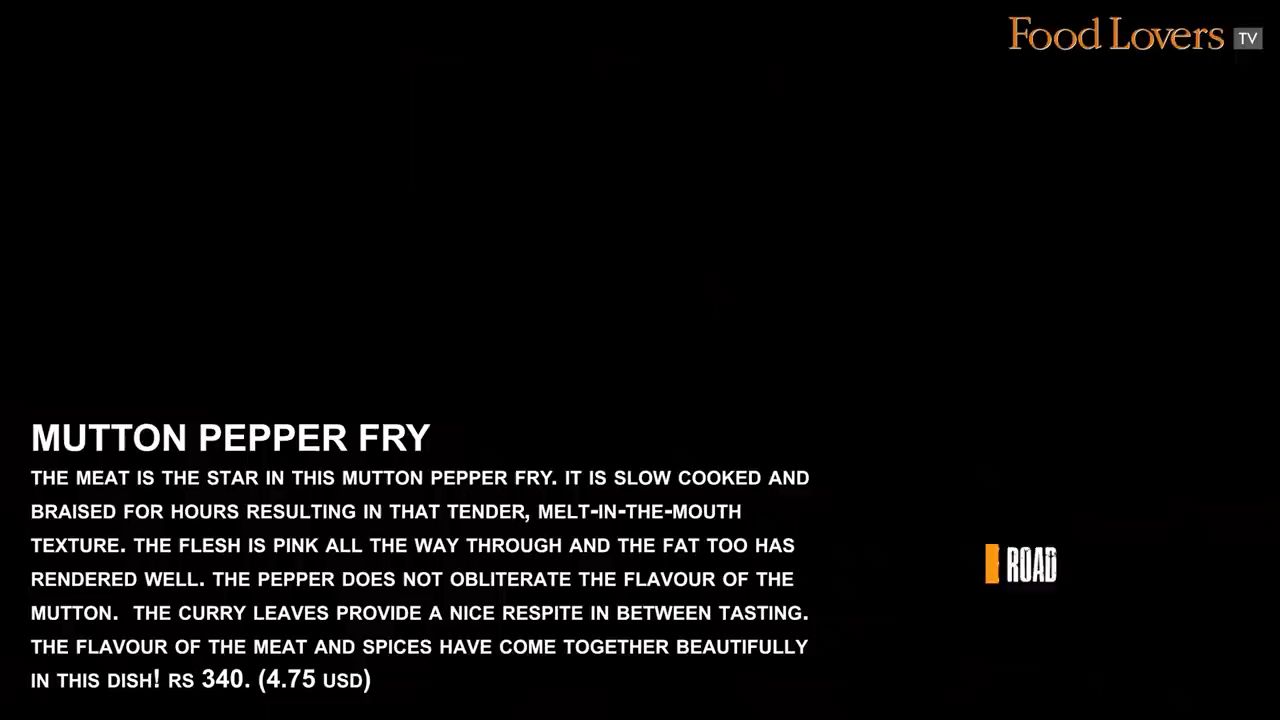 Food Lovers TV
MUTTON PEPPER FRY
THE MEAT IS THE STAR IN THIS MUTTON PEPPER FRY. IT IS SLOW COOKED AND
BRAISED FOR HOURS RESULTING IN THAT TENDER, MELT-IN-THE-MOUTH
TEXTURE. THE FLESH IS PINK ALL THE WAY THROUGH AND THE FAT TOO HAS
RENDERED WELL. THE PEPPER DOES NOT OBLITERATE THE FLAVOUR OF THE
MUTTON. THE CURRY LEAVES PROVIDE A NICE RESPITE IN BETWEEN TASTING.
THE FLAVOUR OF THE MEAT AND SPICES HAVE COME TOGETHER BEAUTIFULLY
IN THIS DISH! RS 340. (4.75 USD)
ROAD